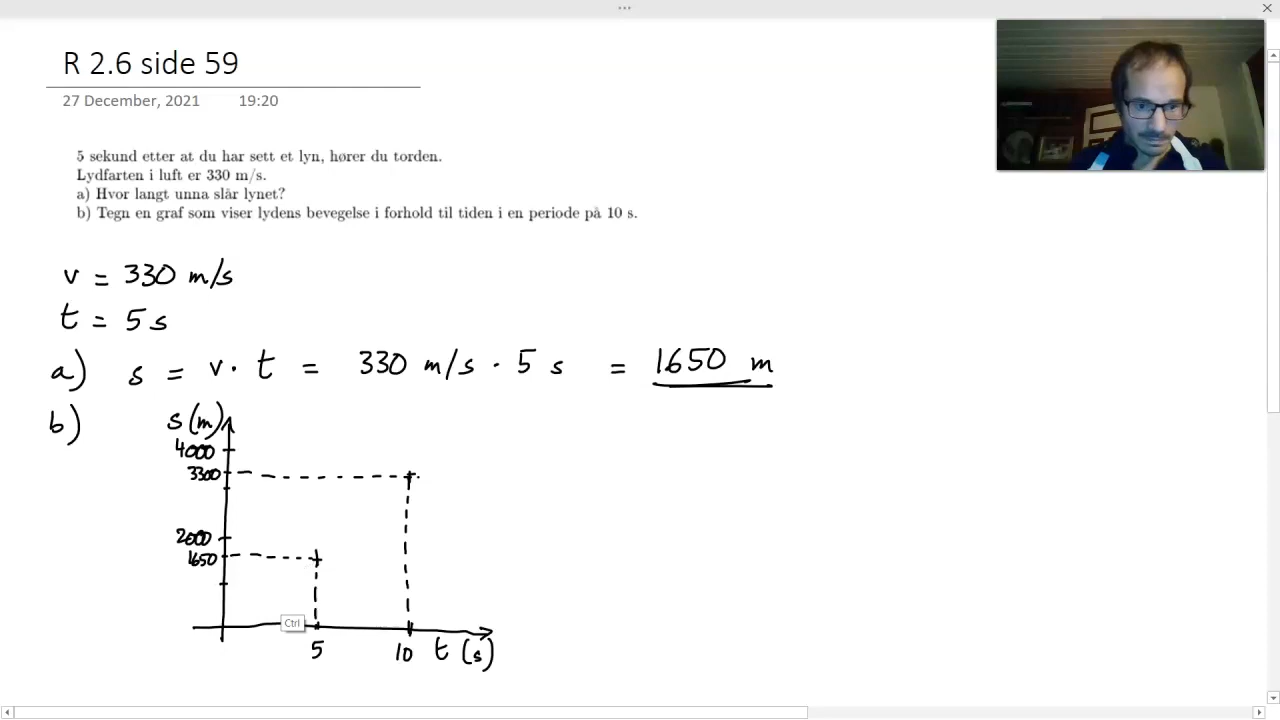 R 2.6 side 59
27 December, 2021 19:20
5 sekund etter at du har sett et lyn, hører du torden.
Lydfarten i luft er 330 m/s.
a) Hvor langt unna slår lynet?
b) Tegn en graf som viser lydens bevegelse i forhold til tiden i en periode på 10 s.
v = 330 m/s
t = 5 s
a) s = v · t = 330 m/s · 5 s = 1650 m
b) s (m)
4000
3300
2000
1650
Ctrl
5 10 t (s)